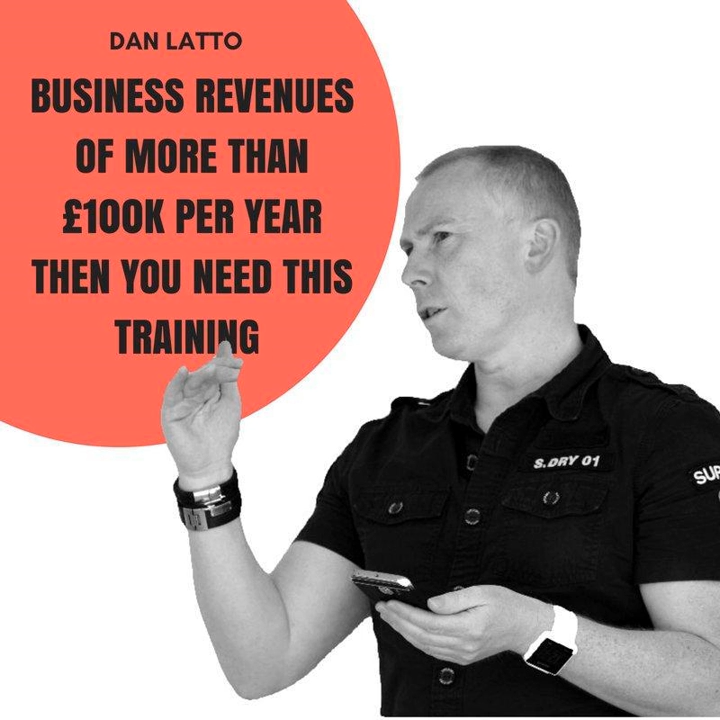 DAN LATTO
BUSINESS REVENUES
OF MORE THAN
£100K PER YEAR
THEN YOU NEED THIS
TRAINING
S.DRY 01
SUP